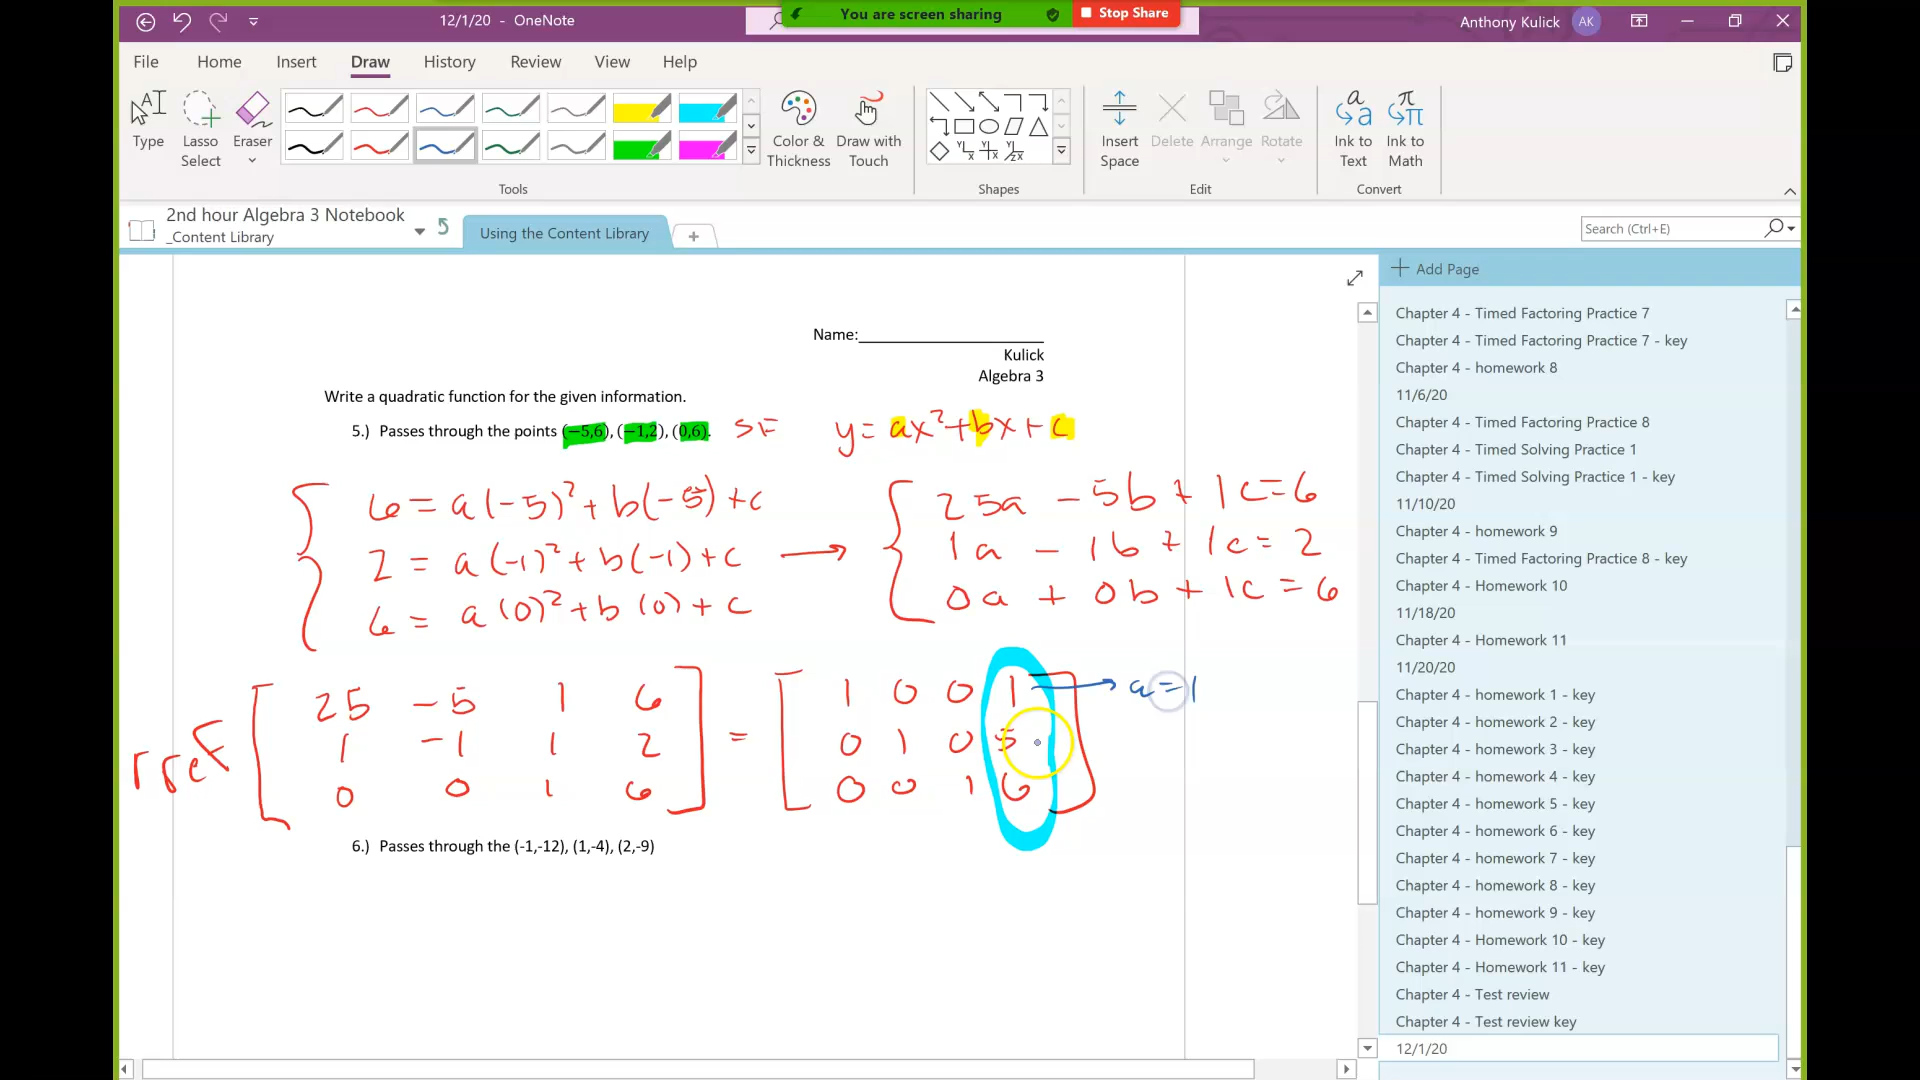 12/1/20 - OneNote
You are screen sharing
Stop Share
Anthony Kulick AK
File Home Insert Draw History Review View Help
Type
Lasso Select
Eraser
Color & Thickness
Draw with Touch
Insert Space
Delete
Arrange
Rotate
Ink to Text
Ink to Math
Tools
Shapes
Edit
Convert
2nd hour Algebra 3 Notebook
_Content Library
Using the Content Library
Search (Ctrl+E)
Name:
Kulick
Algebra 3
Write a quadratic function for the given information.
5.) Passes through the points (−5,6), (−1,2), (0,6). SF y = ax² + bx + c
6 = a(-5)² + b(-5) + c
2 = a(-1)² + b(-1) + c
6 = a(0)² + b(0) + c
25a - 5b + 1c = 6
1a - 1b + 1c = 2
0a + 0b + 1c = 6
rref
25 -5 1 6
1 -1 1 2
0 0 1 6
=
1 0 0 1 → a = 1
0 1 0 5
0 0 1 6
6.) Passes through the (-1,-12), (1,-4), (2,-9)
Add Page
Chapter 4 - Timed Factoring Practice 7
Chapter 4 - Timed Factoring Practice 7 - key
Chapter 4 - homework 8
11/6/20
Chapter 4 - Timed Factoring Practice 8
Chapter 4 - Timed Solving Practice 1
Chapter 4 - Timed Solving Practice 1 - key
11/10/20
Chapter 4 - homework 9
Chapter 4 - Timed Factoring Practice 8 - key
Chapter 4 - Homework 10
11/18/20
Chapter 4 - Homework 11
11/20/20
Chapter 4 - homework 1 - key
Chapter 4 - homework 2 - key
Chapter 4 - homework 3 - key
Chapter 4 - homework 4 - key
Chapter 4 - homework 5 - key
Chapter 4 - homework 6 - key
Chapter 4 - homework 7 - key
Chapter 4 - homework 8 - key
Chapter 4 - homework 9 - key
Chapter 4 - Homework 10 - key
Chapter 4 - Homework 11 - key
Chapter 4 - Test review
Chapter 4 - Test review key
12/1/20